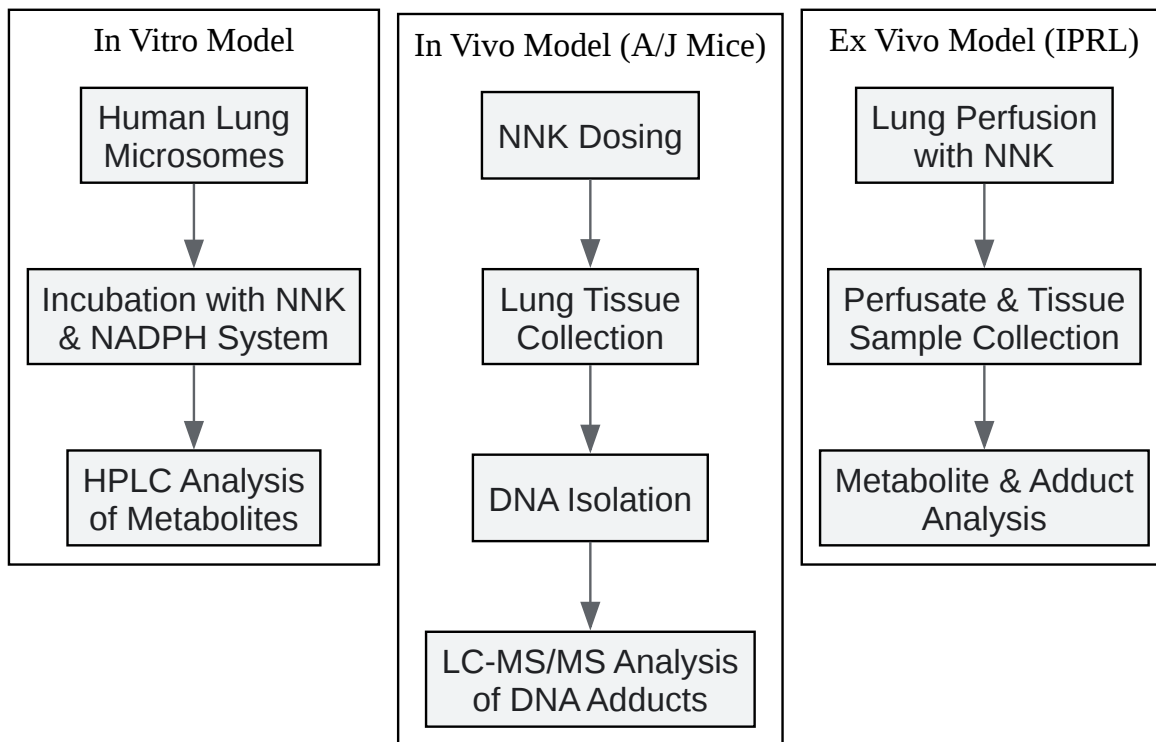 In Vitro Model
Human Lung
Microsomes
Incubation with NNK
& NADPH System
HPLC Analysis
of Metabolites
In Vivo Model (A/J Mice)
NNK Dosing
Lung Tissue
Collection
DNA Isolation
LC-MS/MS Analysis
of DNA Adducts
Ex Vivo Model (IPRL)
Lung Perfusion
with NNK
Perfusate & Tissue
Sample Collection
Metabolite & Adduct
Analysis